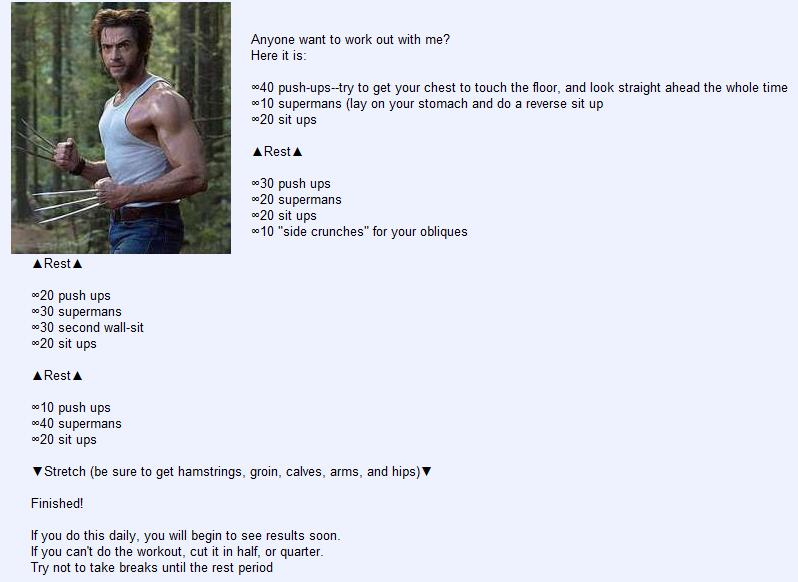 Anyone want to work out with me?
Here it is:
∞40 push-ups--try to get your chest to touch the floor, and look straight ahead the whole time
∞10 supermans (lay on your stomach and do a reverse sit up
∞20 sit ups
▲Rest▲
∞30 push ups
∞20 supermans
∞20 sit ups
∞10 "side crunches" for your obliques
▲Rest▲
∞20 push ups
∞30 supermans
∞30 second wall-sit
∞20 sit ups
▲Rest▲
∞10 push ups
∞40 supermans
∞20 sit ups
▼Stretch (be sure to get hamstrings, groin, calves, arms, and hips)▼
Finished!
If you do this daily, you will begin to see results soon.
If you can't do the workout, cut it in half, or quarter.
Try not to take breaks until the rest period